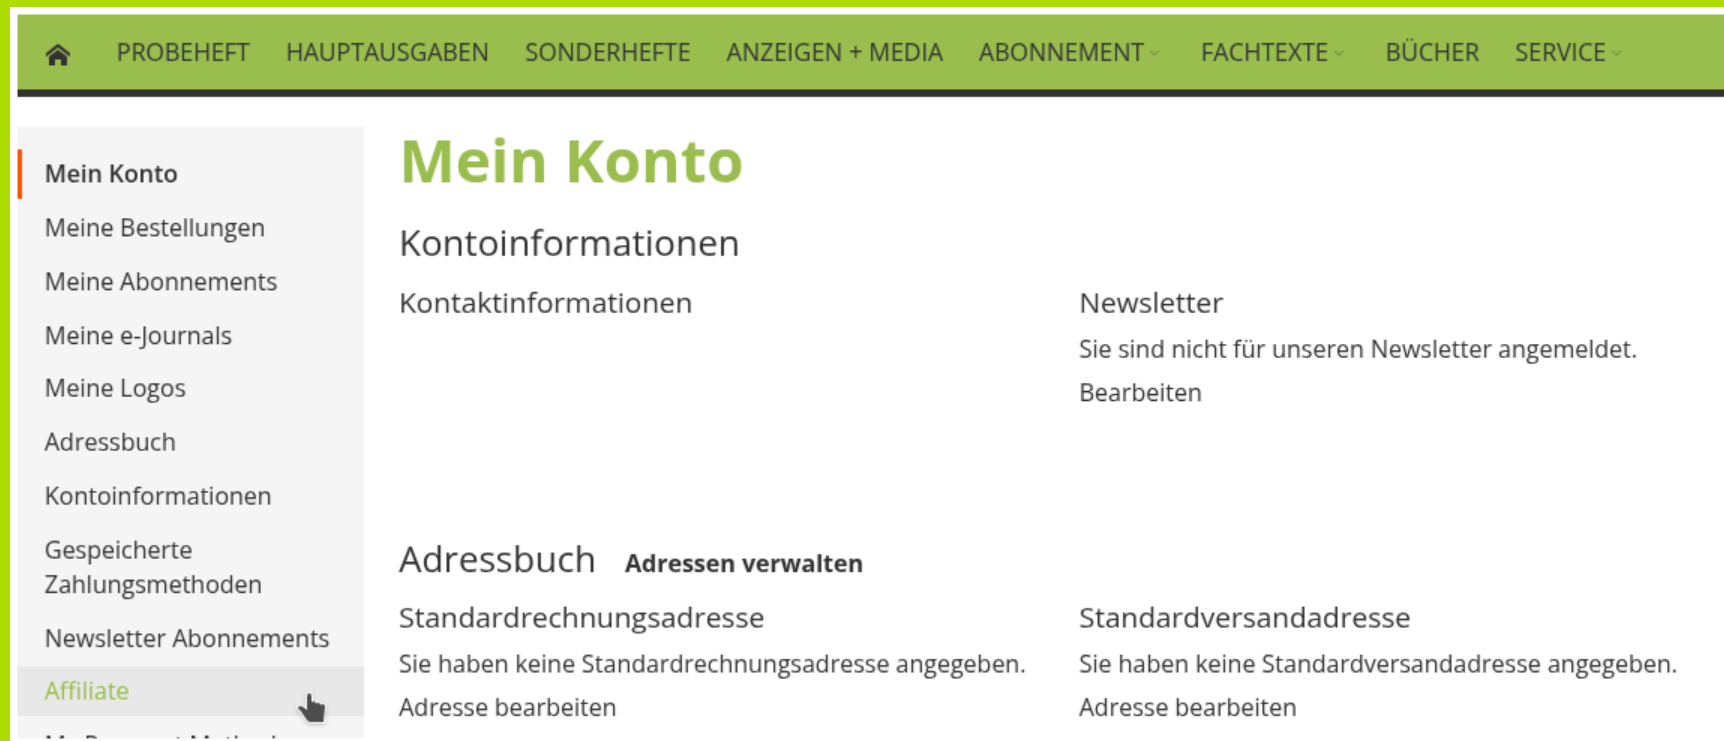 PROBEHEFT HAUPTAUSGABEN SONDERHEFTE ANZEIGEN + MEDIA ABONNEMENT FACHTEXTE BÜCHER SERVICE
Mein Konto
Meine Bestellungen
Meine Abonnements
Meine e-Journals
Meine Logos
Adressbuch
Kontoinformationen
Gespeicherte
Zahlungsmethoden
Newsletter Abonnements
Affiliate
Mein Konto
Kontoinformationen
Kontaktinformationen
Newsletter
Sie sind nicht für unseren Newsletter angemeldet.
Bearbeiten
Adressbuch Adressen verwalten
Standardrechnungsadresse
Sie haben keine Standardrechnungsadresse angegeben.
Adresse bearbeiten
Standardversandadresse
Sie haben keine Standardversandadresse angegeben.
Adresse bearbeiten